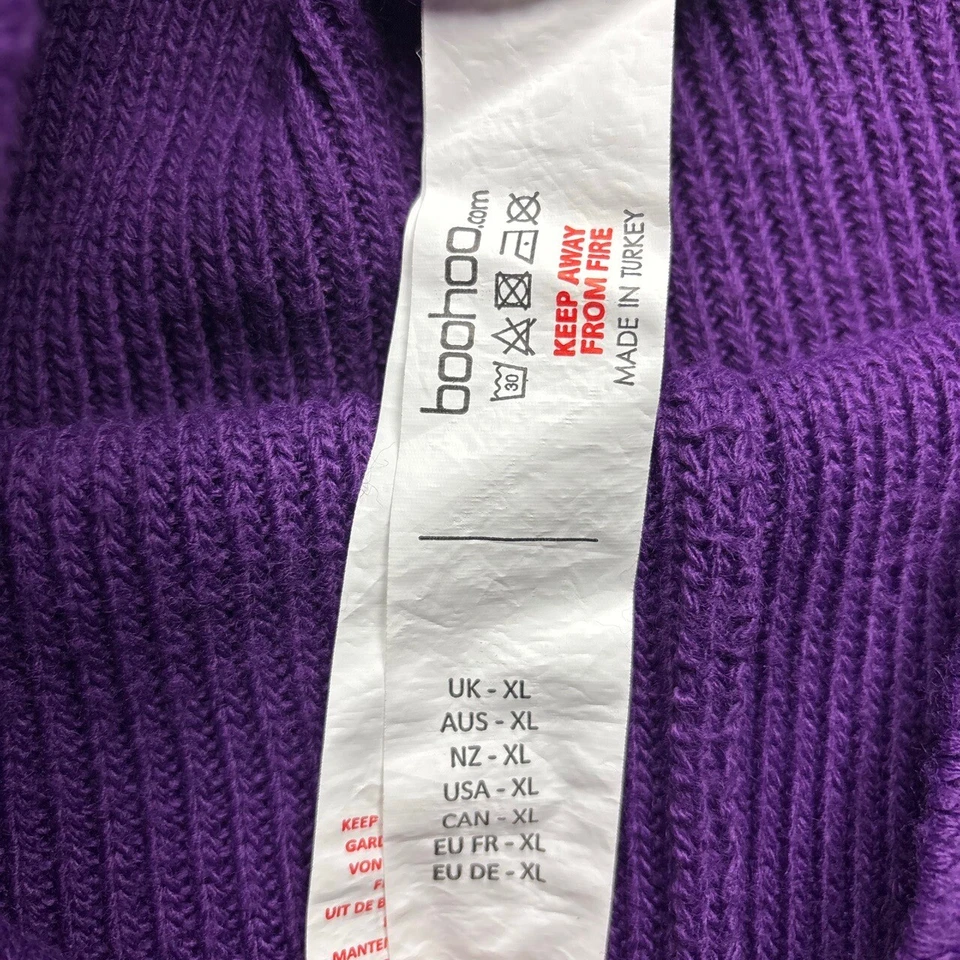 boohoo.com
30
KEEP AWAY
FROM FIRE
MADE IN TURKEY
UK - XL
AUS - XL
NZ - XL
USA - XL
CAN - XL
EU FR - XL
EU DE - XL
KEEP
VON
UIT DE